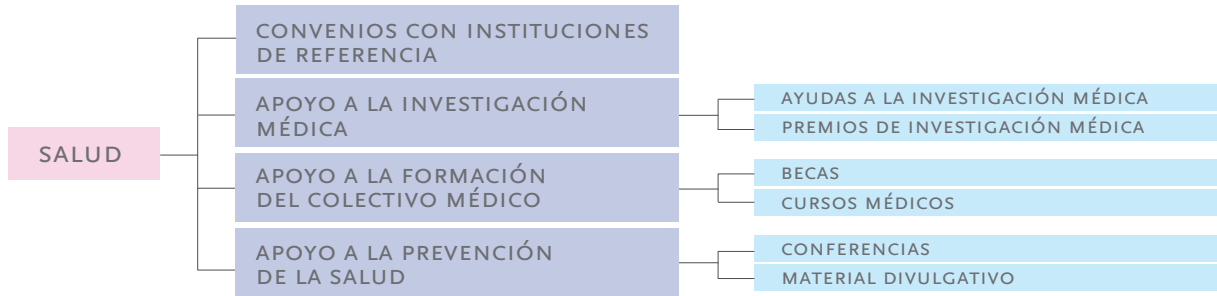 SALUD
CONVENIOS CON INSTITUCIONES
DE REFERENCIA
APOYO A LA INVESTIGACIÓN
MÉDICA
AYUDAS A LA INVESTIGACIÓN MÉDICA
PREMIOS DE INVESTIGACIÓN MÉDICA
APOYO A LA FORMACIÓN
DEL COLECTIVO MÉDICO
BECAS
CURSOS MÉDICOS
APOYO A LA PREVENCIÓN
DE LA SALUD
CONFERENCIAS
MATERIAL DIVULGATIVO